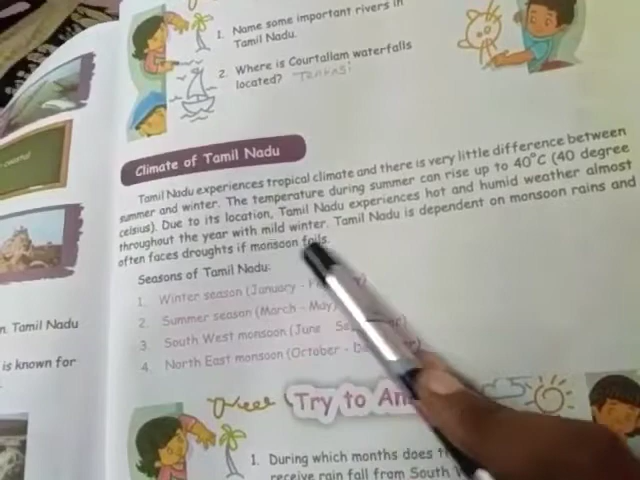 1. Name some important rivers in
Tamil Nadu.
2. Where is Courtallam waterfalls
located? "Tenkasi
Climate of Tamil Nadu
Tamil Nadu experiences tropical climate and there is very little difference between
summer and winter. The temperature during summer can rise up to 40°C (40 degree
celsius). Due to its location, Tamil Nadu experiences hot and humid weather almost
throughout the year with mild winter. Tamil Nadu is dependent on monsoon rains and
often faces droughts if monsoon fails.
Seasons of Tamil Nadu:
1. Winter season (January -
2. Summer season (March - May)
3. South West monsoon (June
4. North East monsoon (October -
n. Tamil Nadu
is known for
Try to An
1. During which months does
receive rain fall from South